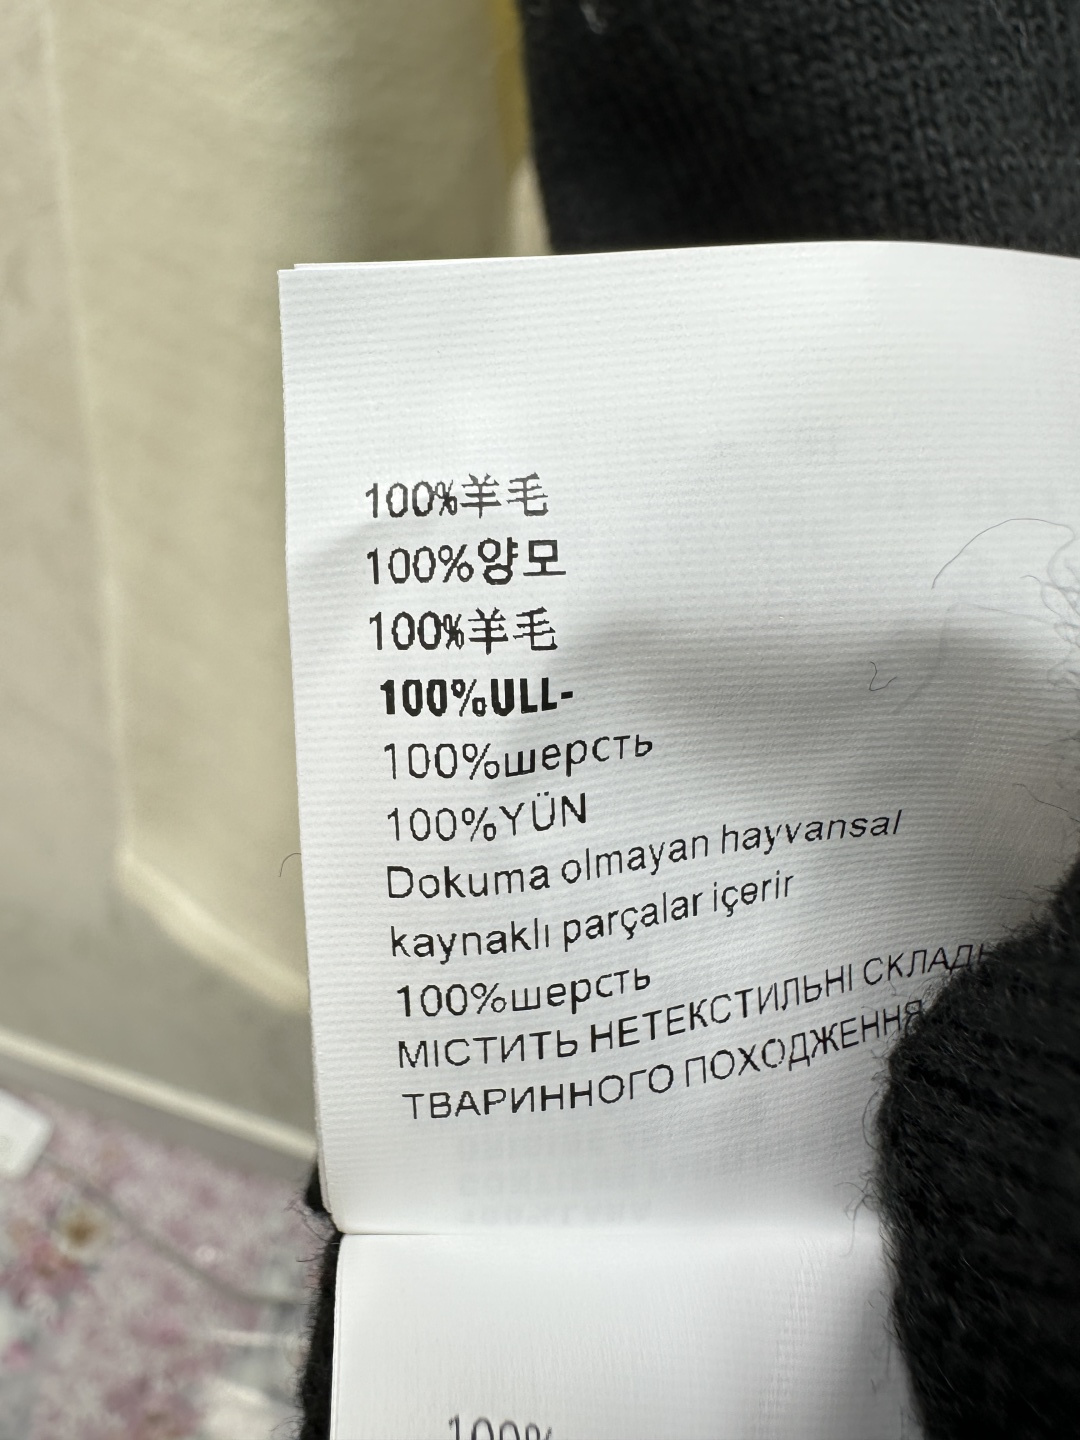 100%羊毛
100%양모
100%羊毛
100%ULL-
100%шерсть
100%YÜN
Dokuma olmayan hayvansal
kaynaklı parçalar içerir
100%шерсть
МІСТИТЬ НЕТЕКСТИЛЬНІ
ТВАРИННОГО ПОХОДЖЕННЯ
100%